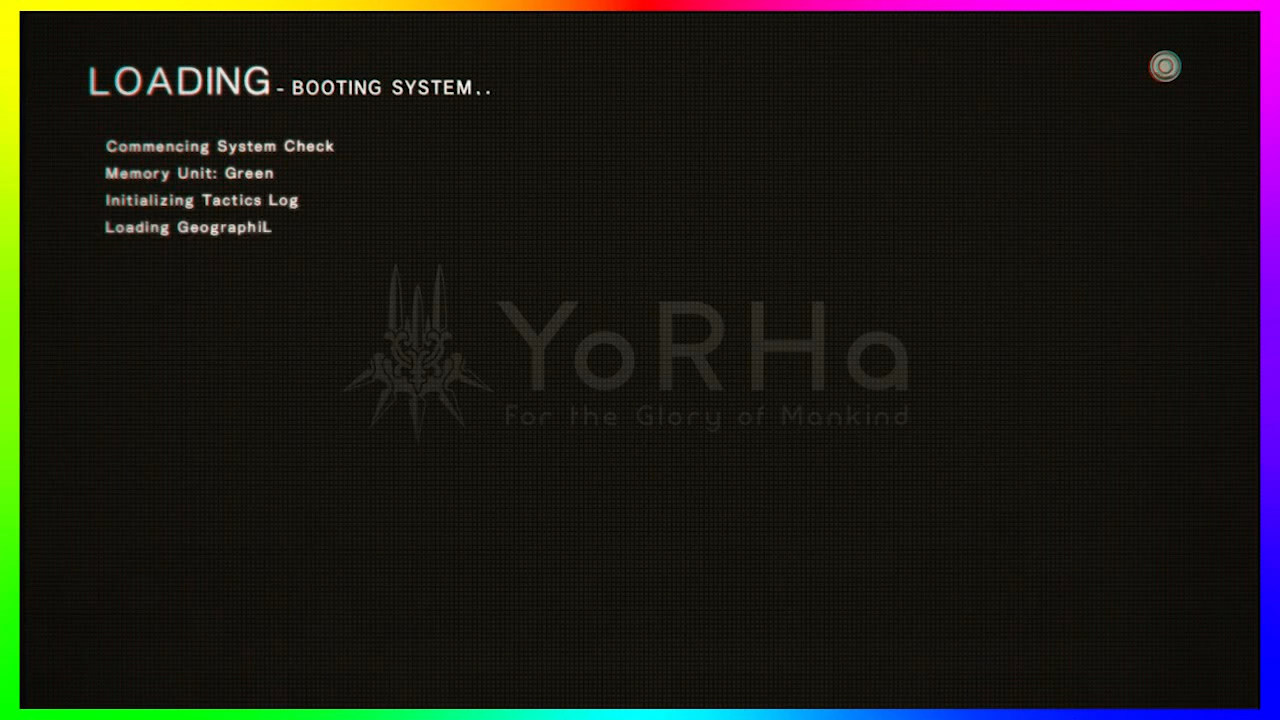 LOADING - BOOTING SYSTEM..
Commencing System Check
Memory Unit: Green
Initializing Tactics Log
Loading GeographiL
YoRHa
For the Glory of Mankind